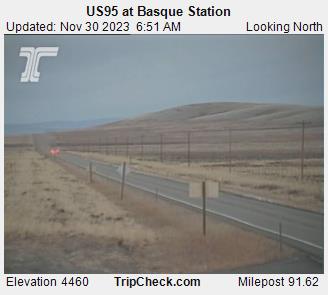 US95 at Basque Station
Updated: Nov 30 2023 6:51 AM Looking North
Elevation 4460 TripCheck.com Milepost 91.62